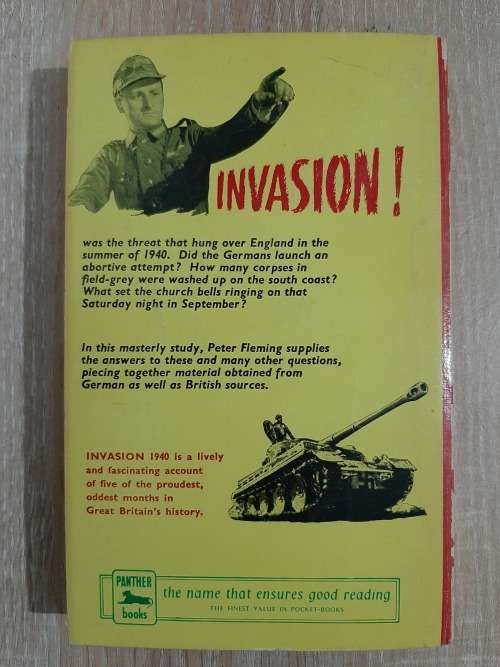 INVASION!
was the threat that hung over England in the
summer of 1940. Did the Germans launch an
abortive attempt? How many corpses in
field-grey were washed up on the south coast?
What set the church bells ringing on that
Saturday night in September?
In this masterly study, Peter Fleming supplies
the answers to these and many other questions,
piecing together material obtained from
German as well as British sources.
INVASION 1940 is a lively
and fascinating account
of five of the proudest,
oddest months in
Great Britain's history.
PANTHER
books
the name that ensures good reading
THE FINEST VALUE IN POCKET-BOOKS